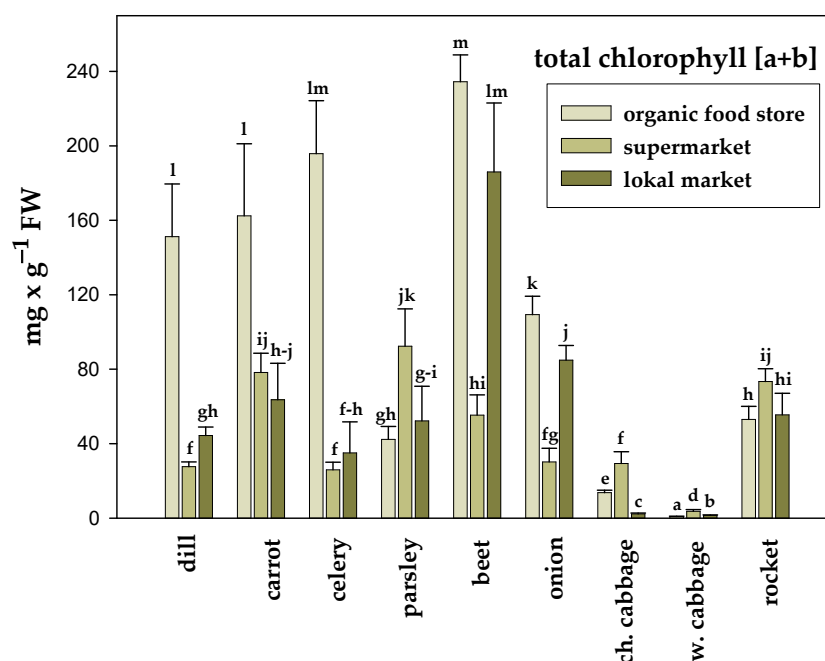 total chlorophyll [a+b]
organic food store
supermarket
lokal market
mg x g⁻¹ FW
240
200
160
120
80
40
0
l
f
gh
l
ij
h-j
lm
f
f-h
gh
jk
g-i
m
hi
lm
k
fg
j
e
f
c
a
d
b
h
ij
hi
dill
carrot
celery
parsley
beet
onion
ch. cabbage
w. cabbage
rocket